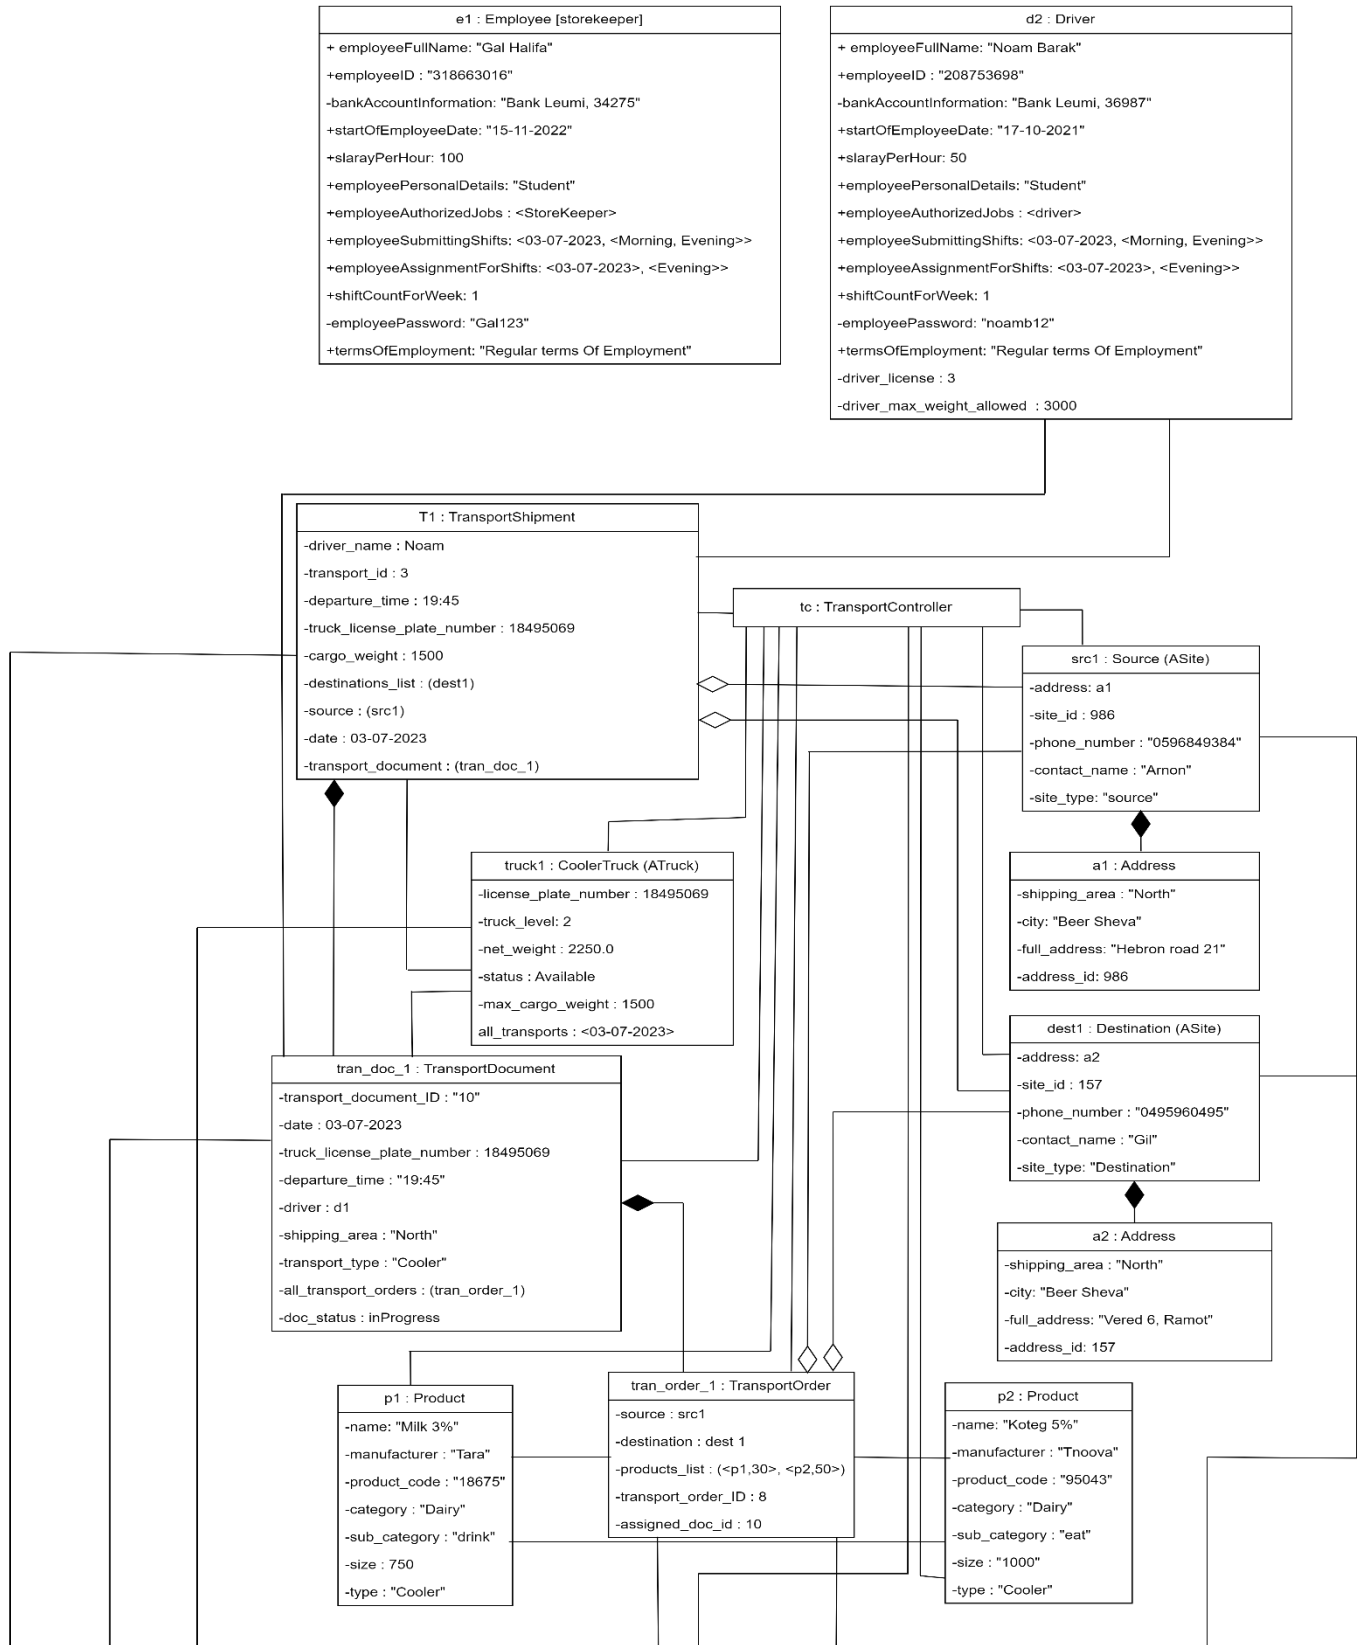 e1 : Employee [storekeeper]
+ employeeFullName: "Gal Halifa"
+employeeID : "318663016"
-bankAccountInformation: "Bank Leumi, 34275"
+startOfEmployeeDate: "15-11-2022"
+slarayPerHour: 100
+employeePersonalDetails: "Student"
+employeeAuthorizedJobs : <StoreKeeper>
+employeeSubmittingShifts: <03-07-2023, <Morning, Evening>>
+employeeAssignmentForShifts: <03-07-2023>, <Evening>>
+shiftCountForWeek: 1
-employeePassword: "Gal123"
+termsOfEmployment: "Regular terms Of Employment"
d2 : Driver
+ employeeFullName: "Noam Barak"
+employeeID : "208753698"
-bankAccountInformation: "Bank Leumi, 36987"
+startOfEmployeeDate: "17-10-2021"
+slarayPerHour: 50
+employeePersonalDetails: "Student"
+employeeAuthorizedJobs : <driver>
+employeeSubmittingShifts: <03-07-2023, <Morning, Evening>>
+employeeAssignmentForShifts: <03-07-2023>, <Evening>>
+shiftCountForWeek: 1
-employeePassword: "noamb12"
+termsOfEmployment: "Regular terms Of Employment"
-driver_license : 3
-driver_max_weight_allowed : 3000
T1 : TransportShipment
-driver_name : Noam
-transport_id : 3
-departure_time : 19:45
-truck_license_plate_number : 18495069
-cargo_weight : 1500
-destinations_list : (dest1)
-source : (src1)
-date : 03-07-2023
-transport_document : (tran_doc_1)
tc : TransportController
src1 : Source (ASite)
-address: a1
-site_id : 986
-phone_number : "0596849384"
-contact_name : "Arnon"
-site_type: "source"
truck1 : CoolerTruck (ATruck)
-license_plate_number : 18495069
-truck_level: 2
-net_weight : 2250.0
-status : Available
-max_cargo_weight : 1500
all_transports : <03-07-2023>
a1 : Address
-shipping_area : "North"
-city: "Beer Sheva"
-full_address: "Hebron road 21"
-address_id: 986
dest1 : Destination (ASite)
-address: a2
-site_id : 157
-phone_number : "0495960495"
-contact_name : "Gil"
-site_type: "Destination"
tran_doc_1 : TransportDocument
-transport_document_ID : "10"
-date : 03-07-2023
-truck_license_plate_number : 18495069
-departure_time : "19:45"
-driver : d1
-shipping_area : "North"
-transport_type : "Cooler"
-all_transport_orders : (tran_order_1)
-doc_status : inProgress
a2 : Address
-shipping_area : "North"
-city: "Beer Sheva"
-full_address: "Vered 6, Ramot"
-address_id: 157
p1 : Product
-name: "Milk 3%"
-manufacturer : "Tara"
-product_code : "18675"
-category : "Dairy"
-sub_category : "drink"
-size : 750
-type : "Cooler"
tran_order_1 : TransportOrder
-source : src1
-destination : dest 1
-products_list : (<p1,30>, <p2,50>)
-transport_order_ID : 8
-assigned_doc_id : 10
p2 : Product
-name: "Koteg 5%"
-manufacturer : "Tnoova"
-product_code : "95043"
-category : "Dairy"
-sub_category : "eat"
-size : "1000"
-type : "Cooler"